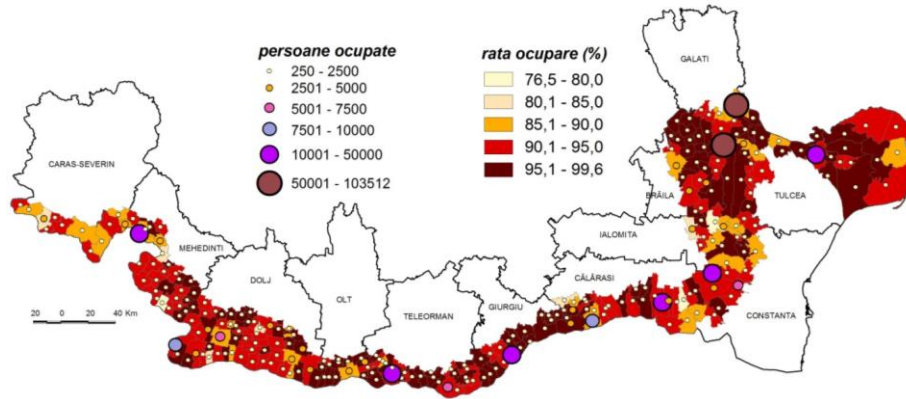 persoane ocupate
250 - 2500
2501 - 5000
5001 - 7500
7501 - 10000
10001 - 50000
50001 - 103512
rata ocupare (%)
76,5 - 80,0
80,1 - 85,0
85,1 - 90,0
90,1 - 95,0
95,1 - 99,6
GALATI
CARAS-SEVERIN
BRĂILA
TULCEA
MEHEDINTI
IALOMITA
DOLJ
OLT
CĂLĂRASI
TELEORMAN
GIURGIU
CONSTANTA
20 0 20 40 Km